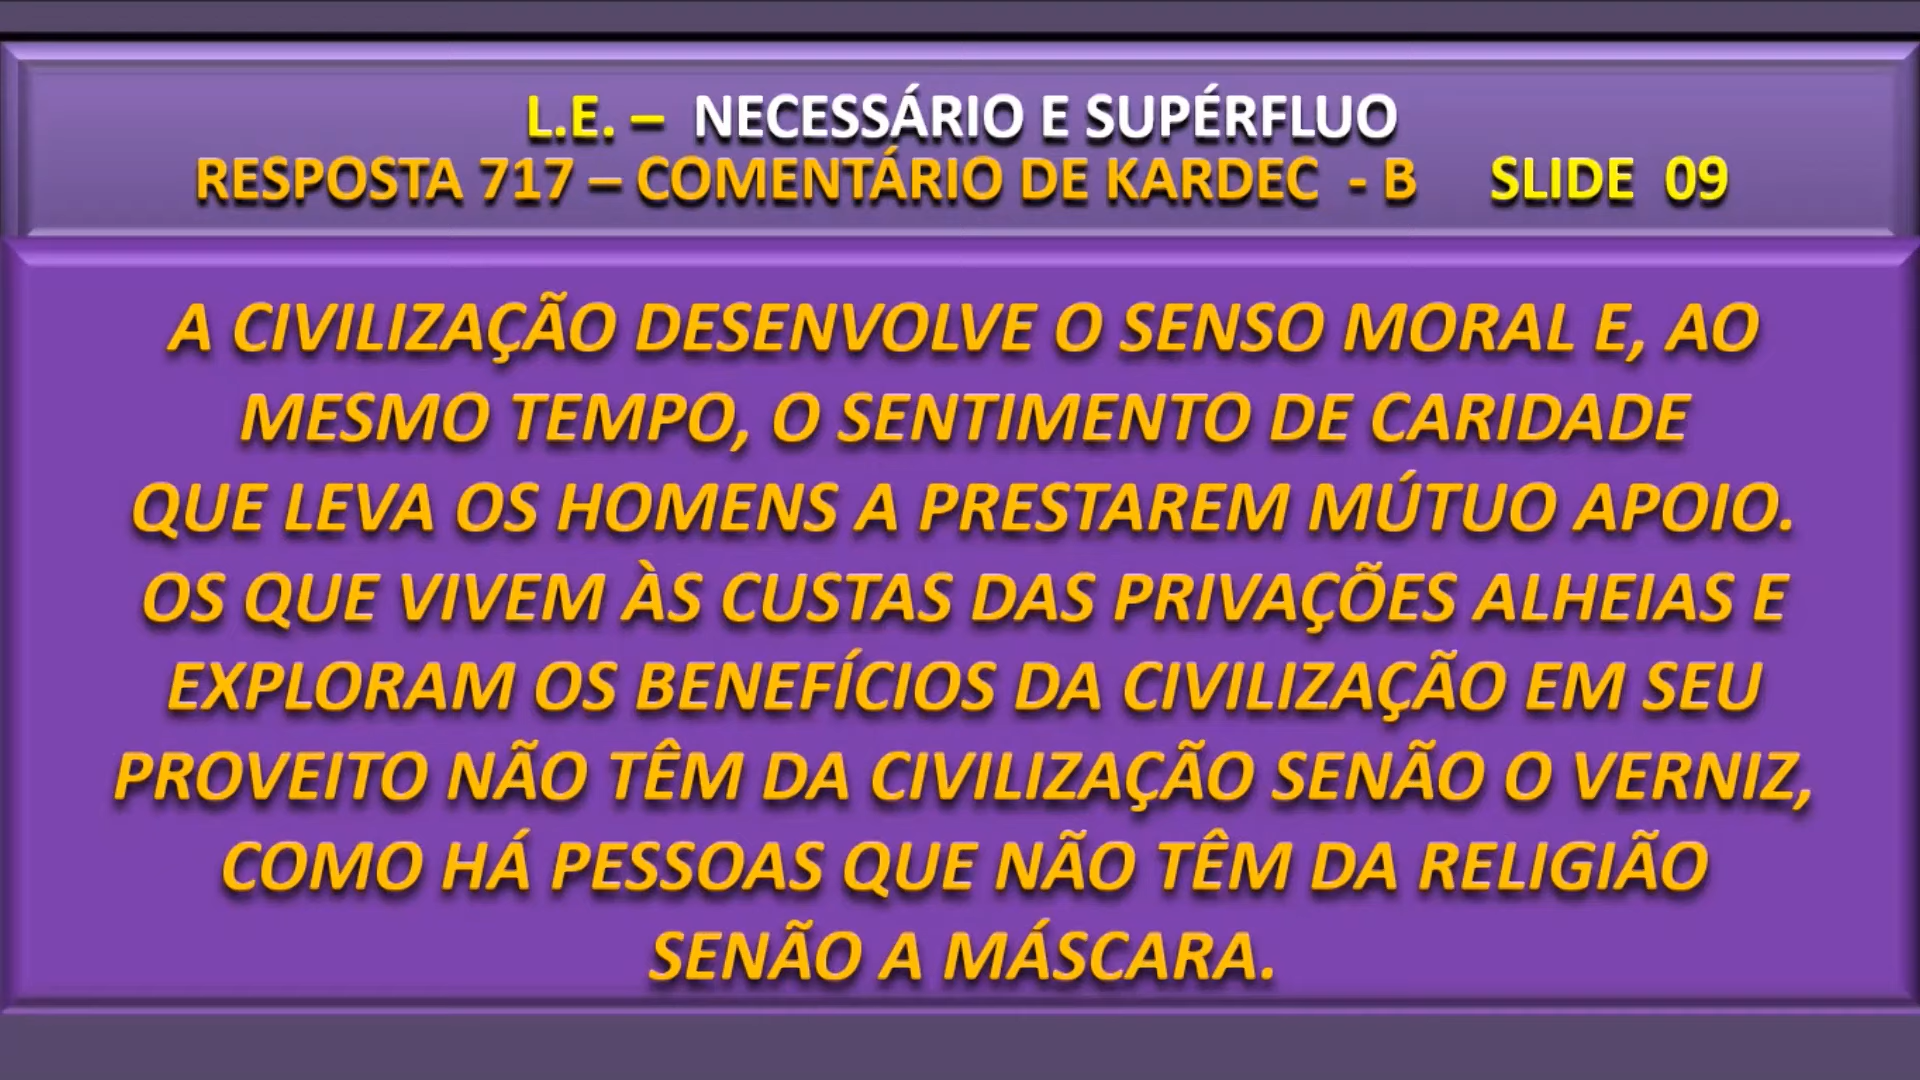 L.E. – NECESSÁRIO E SUPÉRFLUO
RESPOSTA 717 – COMENTÁRIO DE KARDEC - B SLIDE 09
A CIVILIZAÇÃO DESENVOLVE O SENSO MORAL E, AO
MESMO TEMPO, O SENTIMENTO DE CARIDADE
QUE LEVA OS HOMENS A PRESTAREM MÚTUO APOIO.
OS QUE VIVEM ÀS CUSTAS DAS PRIVAÇÕES ALHEIAS E
EXPLORAM OS BENEFÍCIOS DA CIVILIZAÇÃO EM SEU
PROVEITO NÃO TÊM DA CIVILIZAÇÃO SENÃO O VERNIZ,
COMO HÁ PESSOAS QUE NÃO TÊM DA RELIGIÃO
SENÃO A MÁSCARA.